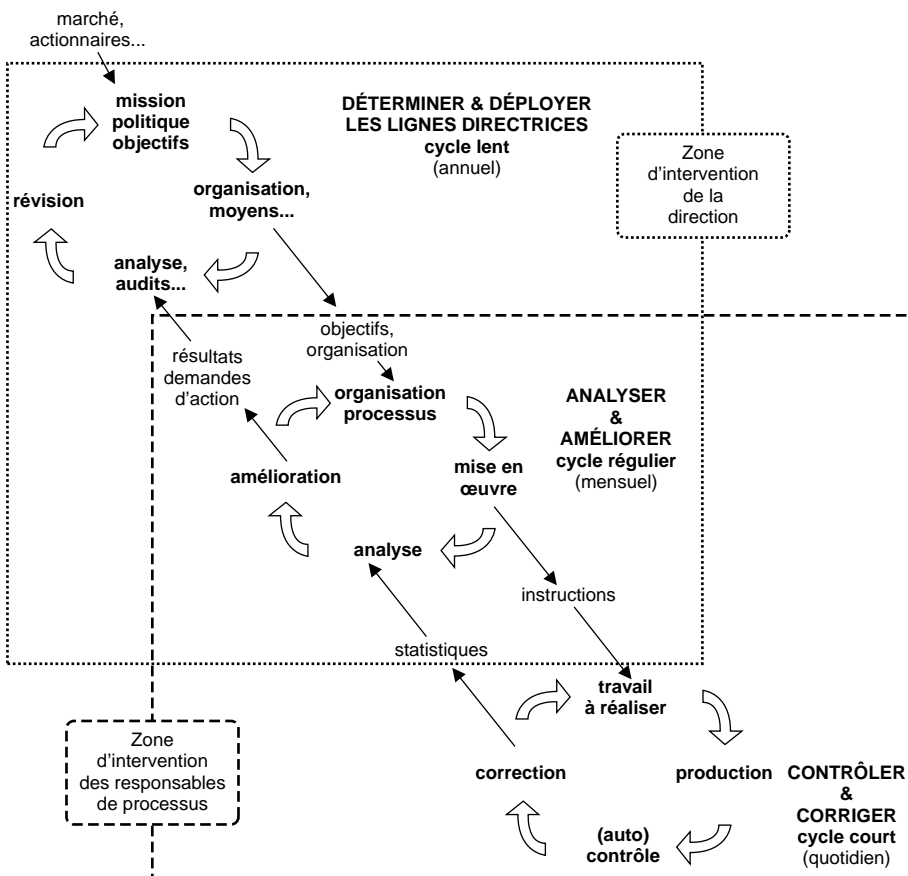 marché,
actionnaires...
mission
politique
objectifs
DÉTERMINER & DÉPLOYER
LES LIGNES DIRECTRICES
cycle lent
(annuel)
Zone
d'intervention
de la
direction
révision
organisation,
moyens...
analyse,
audits...
objectifs,
organisation
résultats
demandes
d'action
organisation
processus
ANALYSER
&
AMÉLIORER
cycle régulier
(mensuel)
amélioration
mise en
œuvre
analyse
instructions
statistiques
travail
à réaliser
Zone
d'intervention
des responsables
de processus
correction
production
CONTRÔLER
&
CORRIGER
cycle court
(quotidien)
(auto)
contrôle